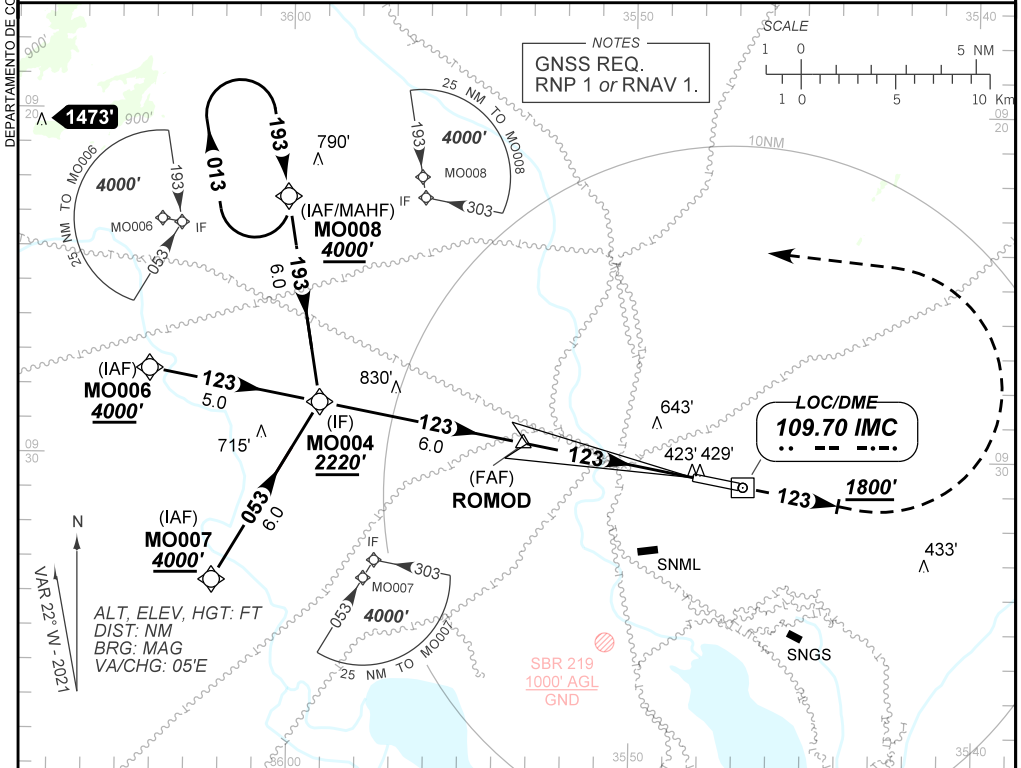 DEPARTAMENTO DE CO
36'00
35'50
35'40
SCALE
1 0 5 NM
1 0 5 10 Km
NOTES
GNSS REQ.
RNP 1 or RNAV 1.
900'
09
20
1473'
900'
25 NM TO MO006
4000'
193
MO006
IF
053
013
193
790'
(IAF/MAHF)
MO008
4000'
25 NM TO MO008
193
4000'
MO008
IF
303
09
20
10NM
193
6.0
(IAF)
MO006
4000'
123
5.0
830'
715'
(IF)
MO004
2220'
123
6.0
(FAF)
ROMOD
123
643'
423'
429'
LOC/DME
109.70 IMC
123
1800'
09
30
09
30
053
6.0
(IAF)
MO007
4000'
433'
N
VAR 22° W - 2021
ALT, ELEV, HGT: FT
DIST: NM
BRG: MAG
VA/CHG: 05'E
IF
303
MO007
053
4000'
25 NM TO MO007
SNML
SNGS
SBR 219
1000' AGL
GND
36'00
35'50
35'40